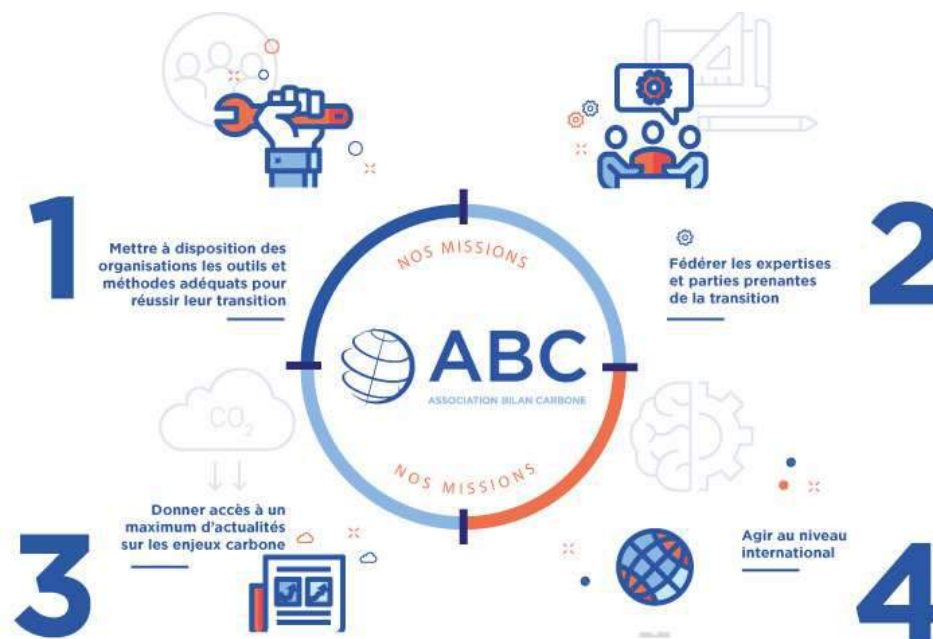 1
Mettre à disposition des
organisations les outils et
méthodes adéquats pour
réussir leur transition
2
Fédérer les expertises
et parties prenantes
de la transition
NOS MISSIONS
ABC
ASSOCIATION BILAN CARBONE
NOS MISSIONS
CO2
3
Donner accès à un
maximum d'actualités
sur les enjeux carbone
4
Agir au niveau
international